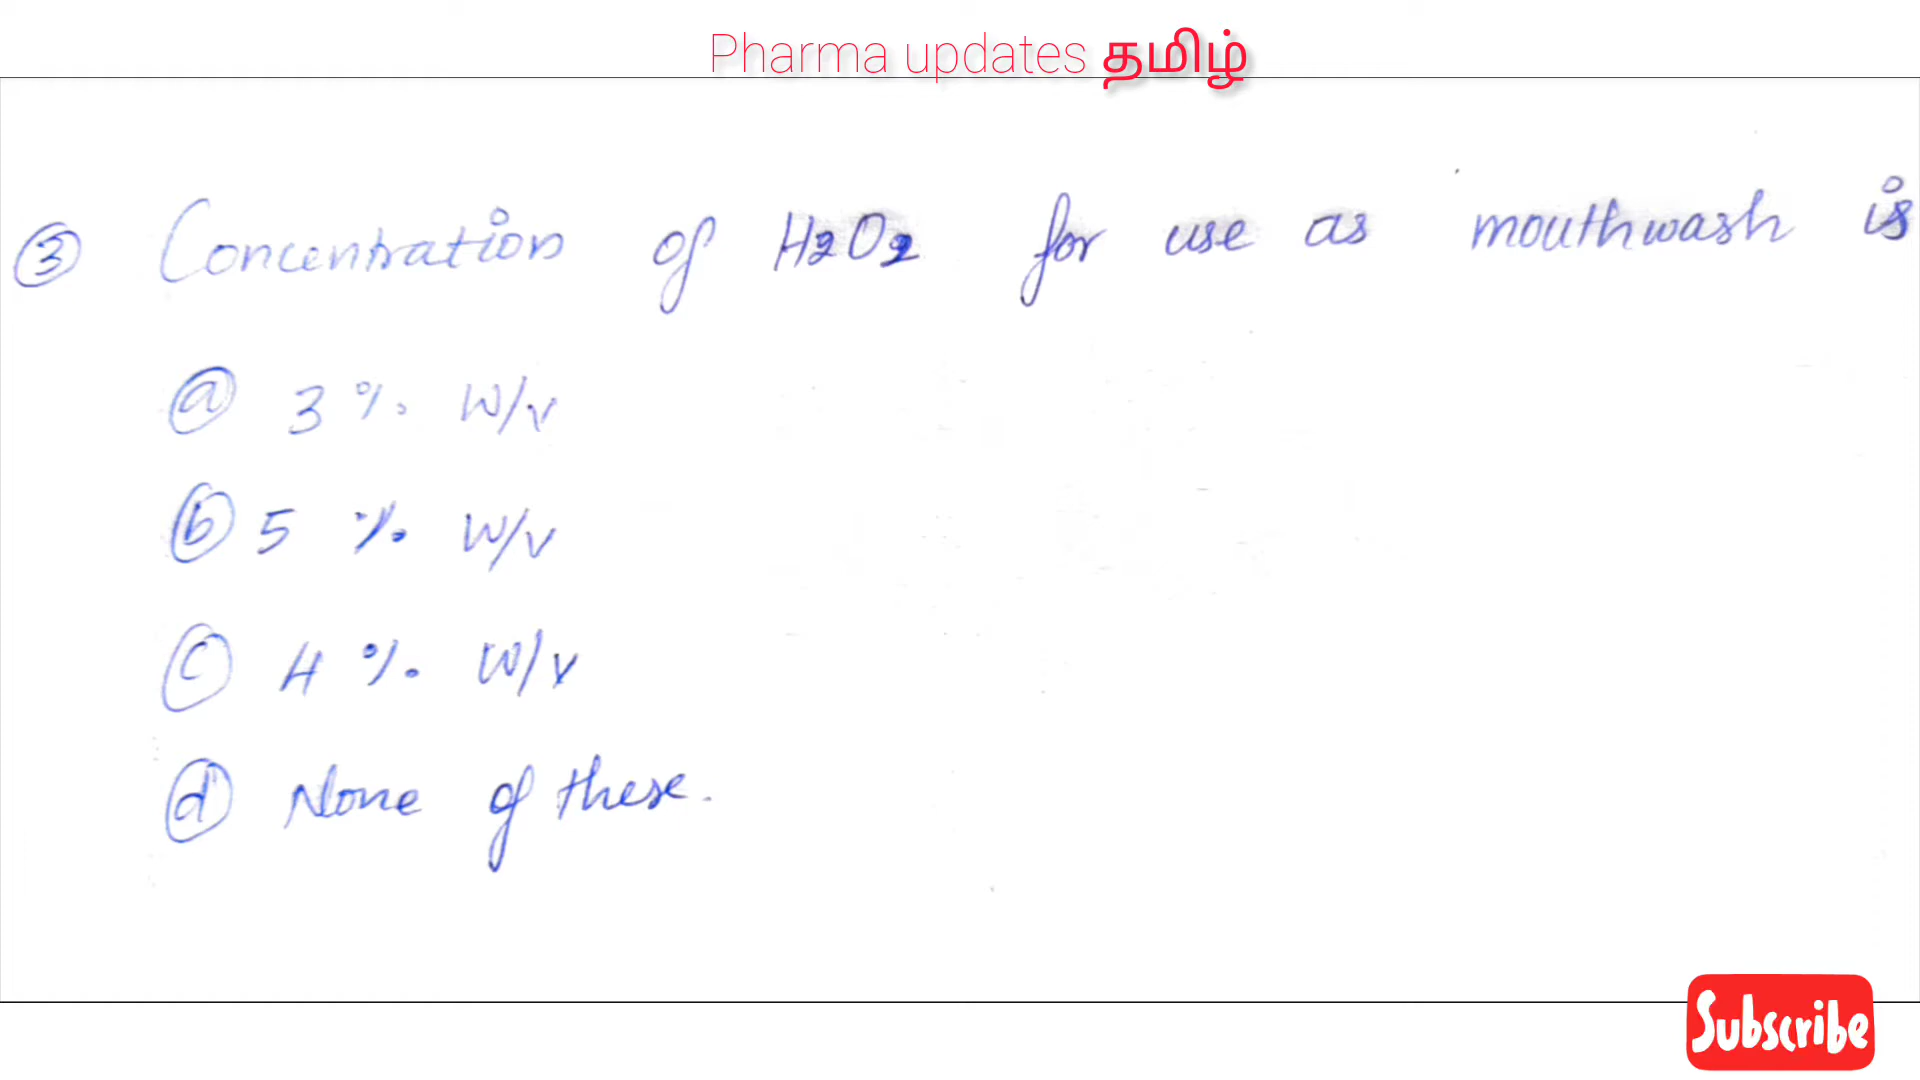 Pharma updates தமிழ்
③ Concentration of H2O2 for use as mouthwash is
ⓐ 3 % W/V
ⓑ 5 % W/V
ⓒ 4 % W/V
ⓓ None of these.
Subscribe